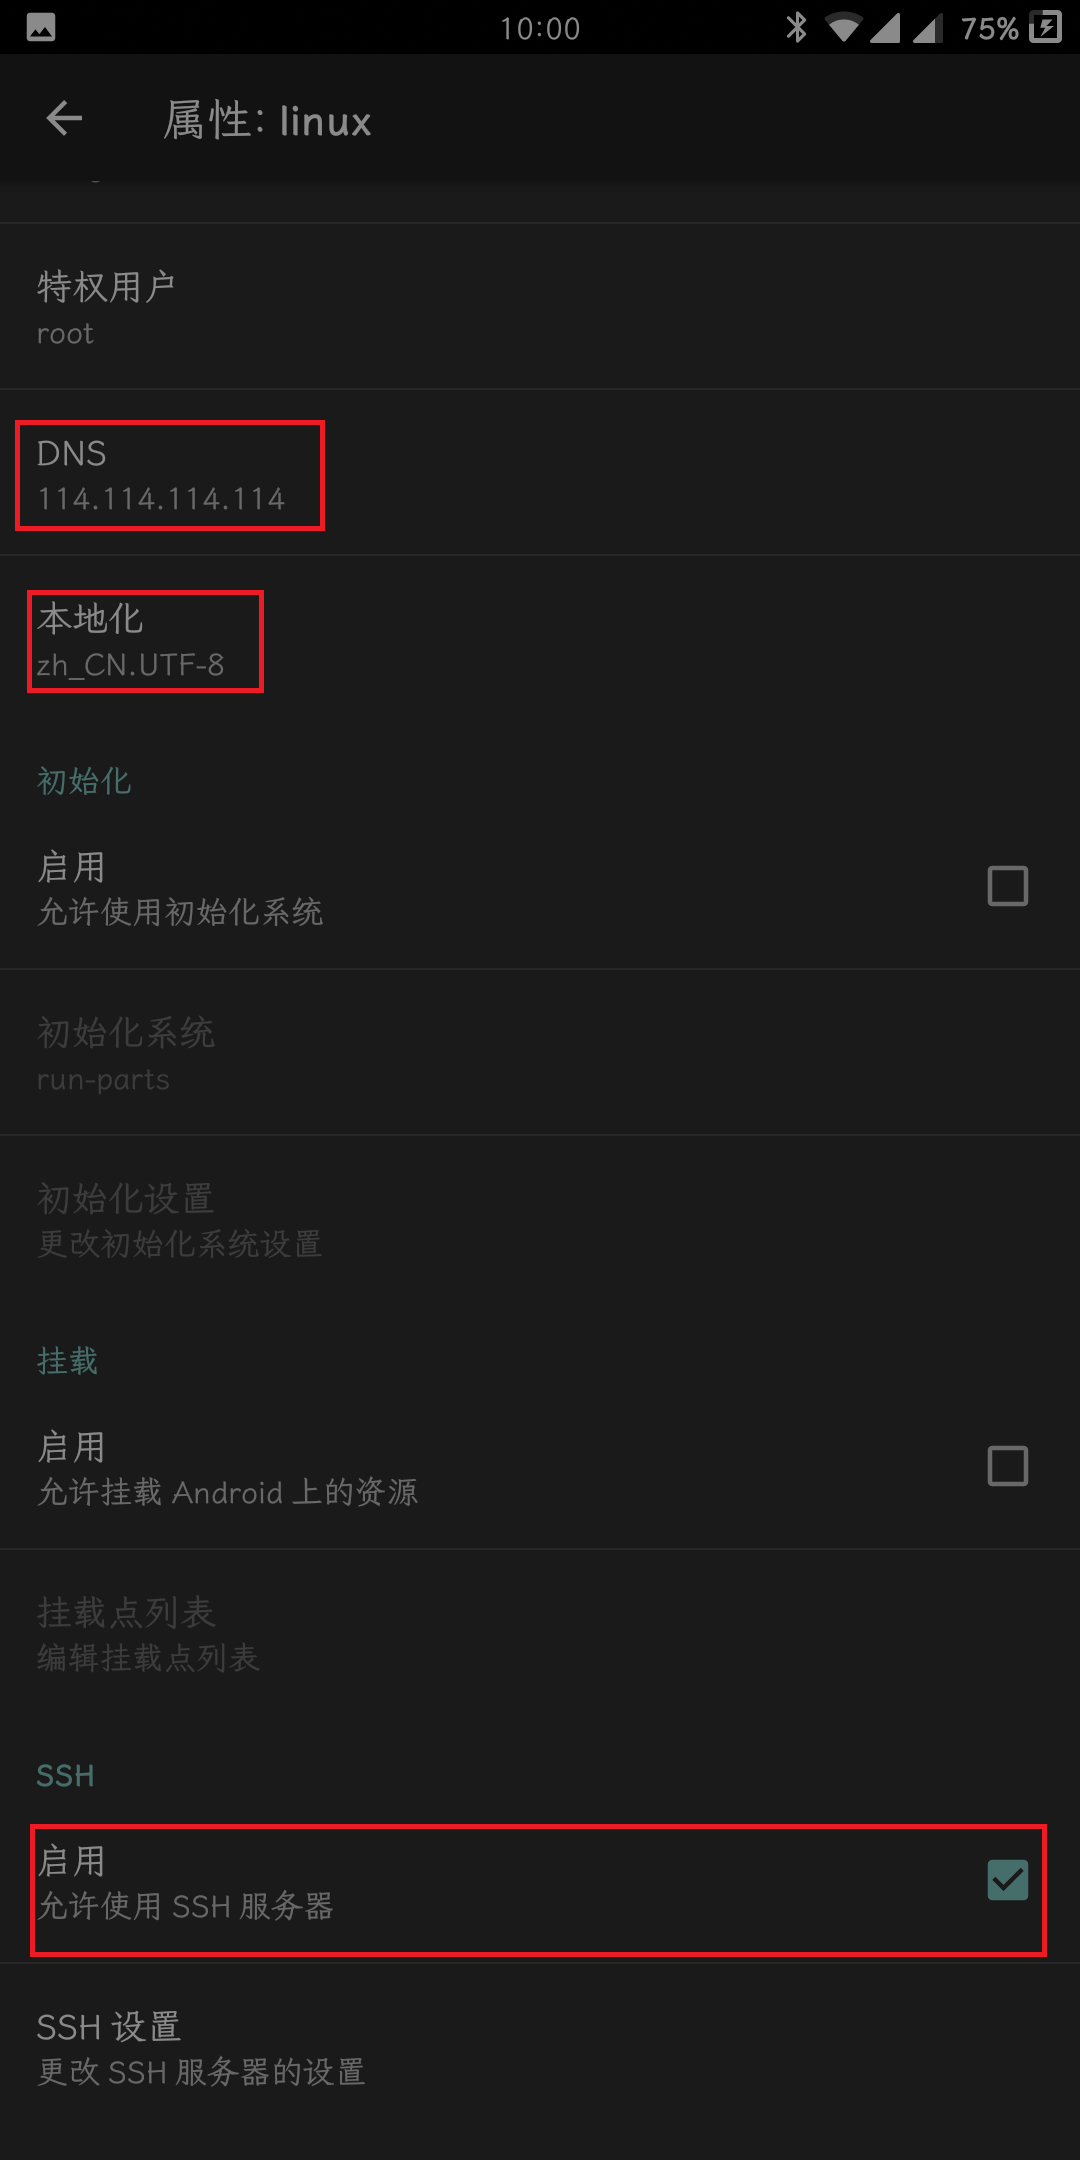 10:00
75%
属性: linux
特权用户
root
DNS
114.114.114.114
本地化
zh_CN.UTF-8
初始化
启用
允许使用初始化系统
初始化系统
run-parts
初始化设置
更改初始化系统设置
挂载
启用
允许挂载 Android 上的资源
挂载点列表
编辑挂载点列表
SSH
启用
允许使用 SSH 服务器
SSH 设置
更改 SSH 服务器的设置